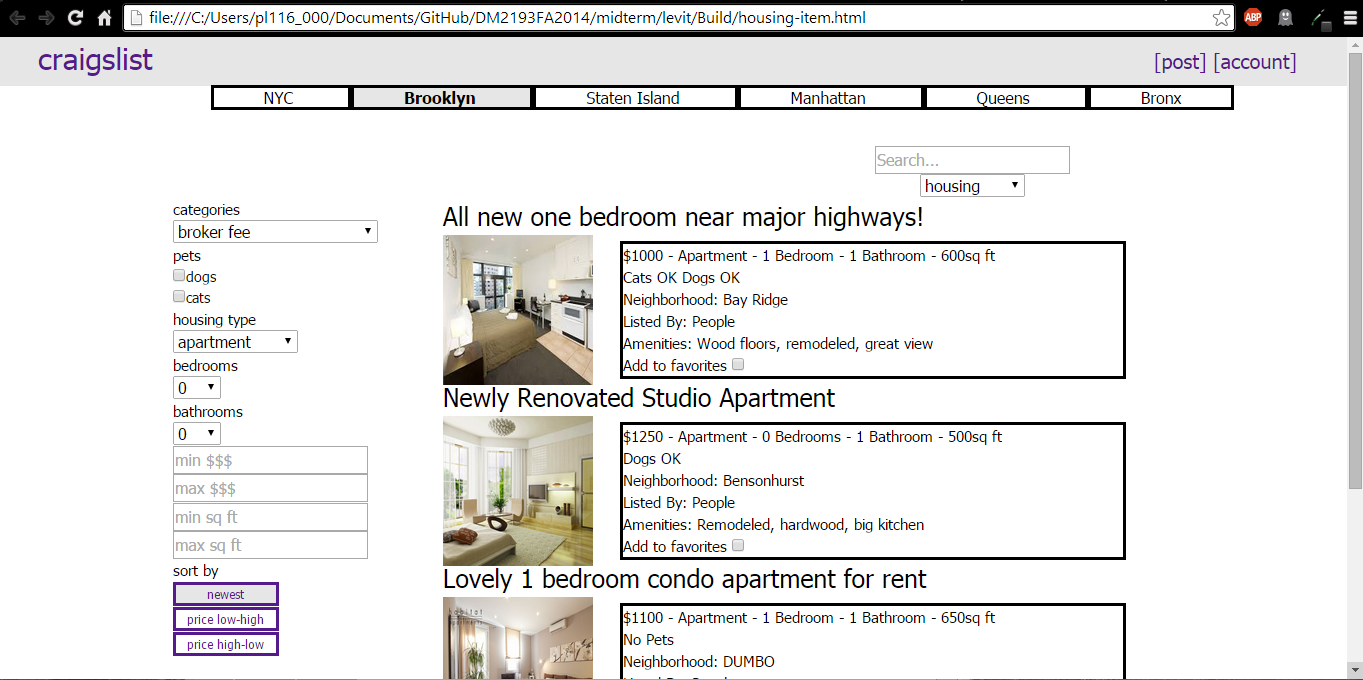 file:///C:/Users/pl116_000/Documents/GitHub/DM2193FA2014/midterm/levit/Build/housing-item.html
ABP
craigslist
[post] [account]
NYC
Brooklyn
Staten Island
Manhattan
Queens
Bronx
Search...
housing
categories
broker fee
pets
dogs
cats
housing type
apartment
bedrooms
0
bathrooms
0
min $$$
max $$$
min sq ft
max sq ft
sort by
newest
price low-high
price high-low
All new one bedroom near major highways!
$1000 - Apartment - 1 Bedroom - 1 Bathroom - 600sq ft
Cats OK Dogs OK
Neighborhood: Bay Ridge
Listed By: People
Amenities: Wood floors, remodeled, great view
Add to favorites
Newly Renovated Studio Apartment
$1250 - Apartment - 0 Bedrooms - 1 Bathroom - 500sq ft
Dogs OK
Neighborhood: Bensonhurst
Listed By: People
Amenities: Remodeled, hardwood, big kitchen
Add to favorites
Lovely 1 bedroom condo apartment for rent
habitat
$1100 - Apartment - 1 Bedroom - 1 Bathroom - 650sq ft
No Pets
Neighborhood: DUMBO